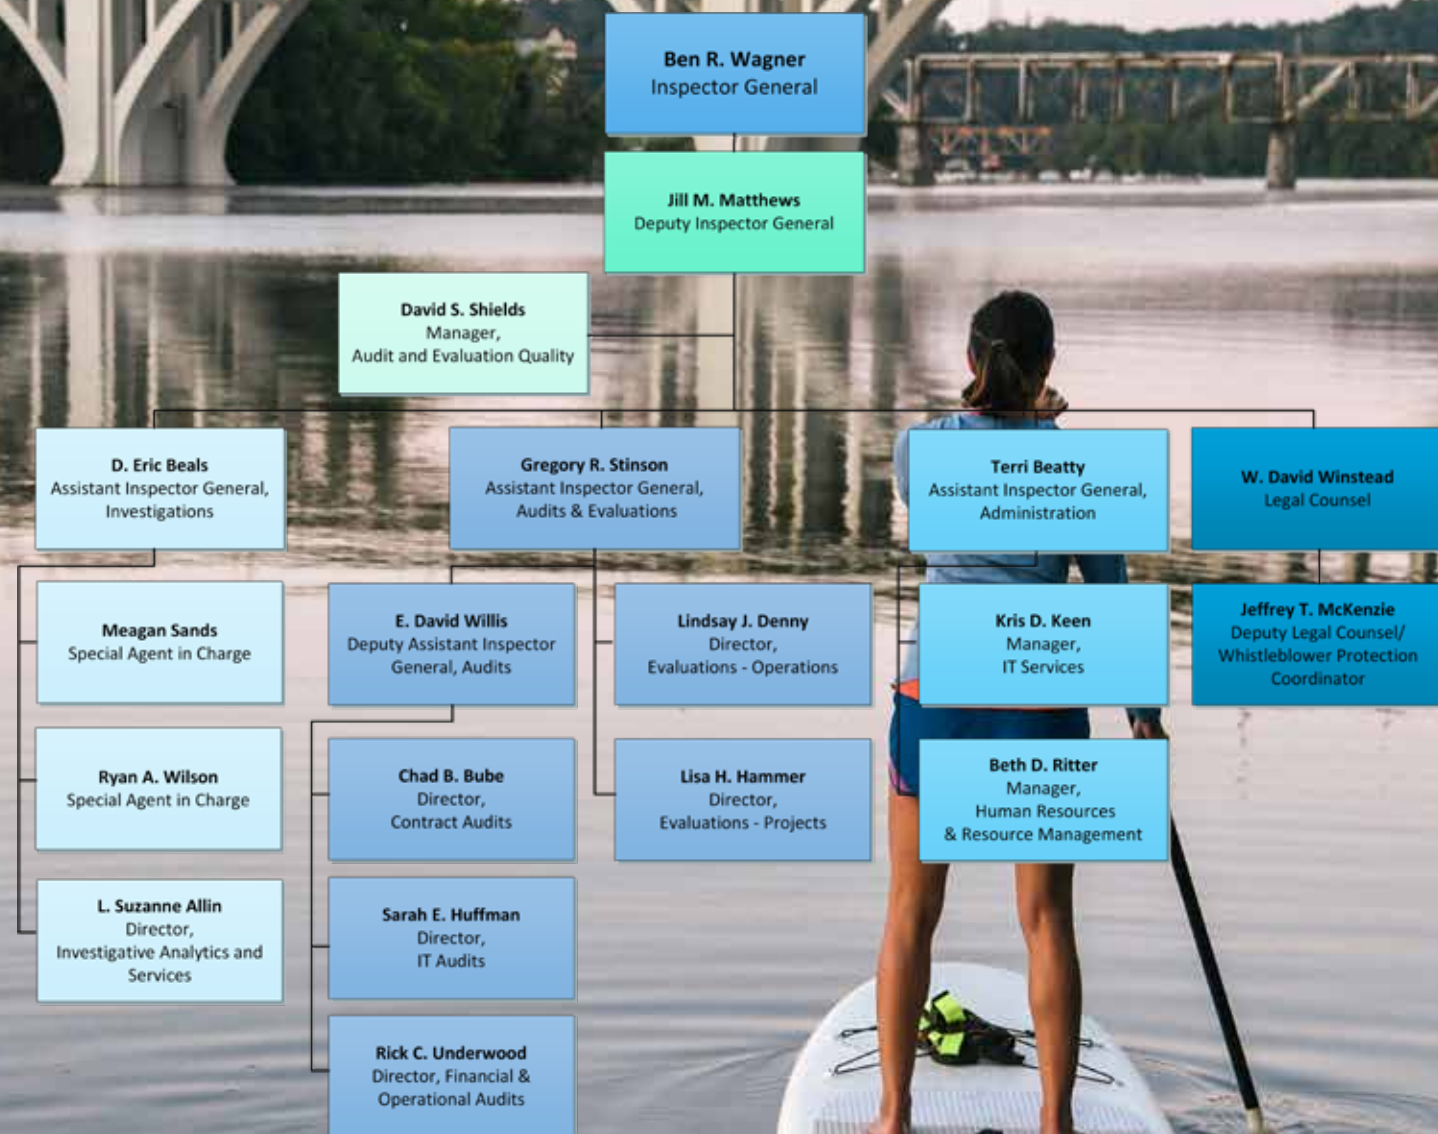 Ben R. Wagner
Inspector General
Jill M. Matthews
Deputy Inspector General
David S. Shields
Manager,
Audit and Evaluation Quality
D. Eric Beals
Assistant Inspector General,
Investigations
Gregory R. Stinson
Assistant Inspector General,
Audits & Evaluations
Terri Beatty
Assistant Inspector General,
Administration
W. David Winstead
Legal Counsel
Meagan Sands
Special Agent in Charge
E. David Willis
Deputy Assistant Inspector
General, Audits
Lindsay J. Denny
Director,
Evaluations - Operations
Kris D. Keen
Manager,
IT Services
Jeffrey T. McKenzie
Deputy Legal Counsel/
Whistleblower Protection
Coordinator
Ryan A. Wilson
Special Agent in Charge
Chad B. Bube
Director,
Contract Audits
Lisa H. Hammer
Director,
Evaluations - Projects
Beth D. Ritter
Manager,
Human Resources
& Resource Management
L. Suzanne Allin
Director,
Investigative Analytics and
Services
Sarah E. Huffman
Director,
IT Audits
Rick C. Underwood
Director, Financial &
Operational Audits